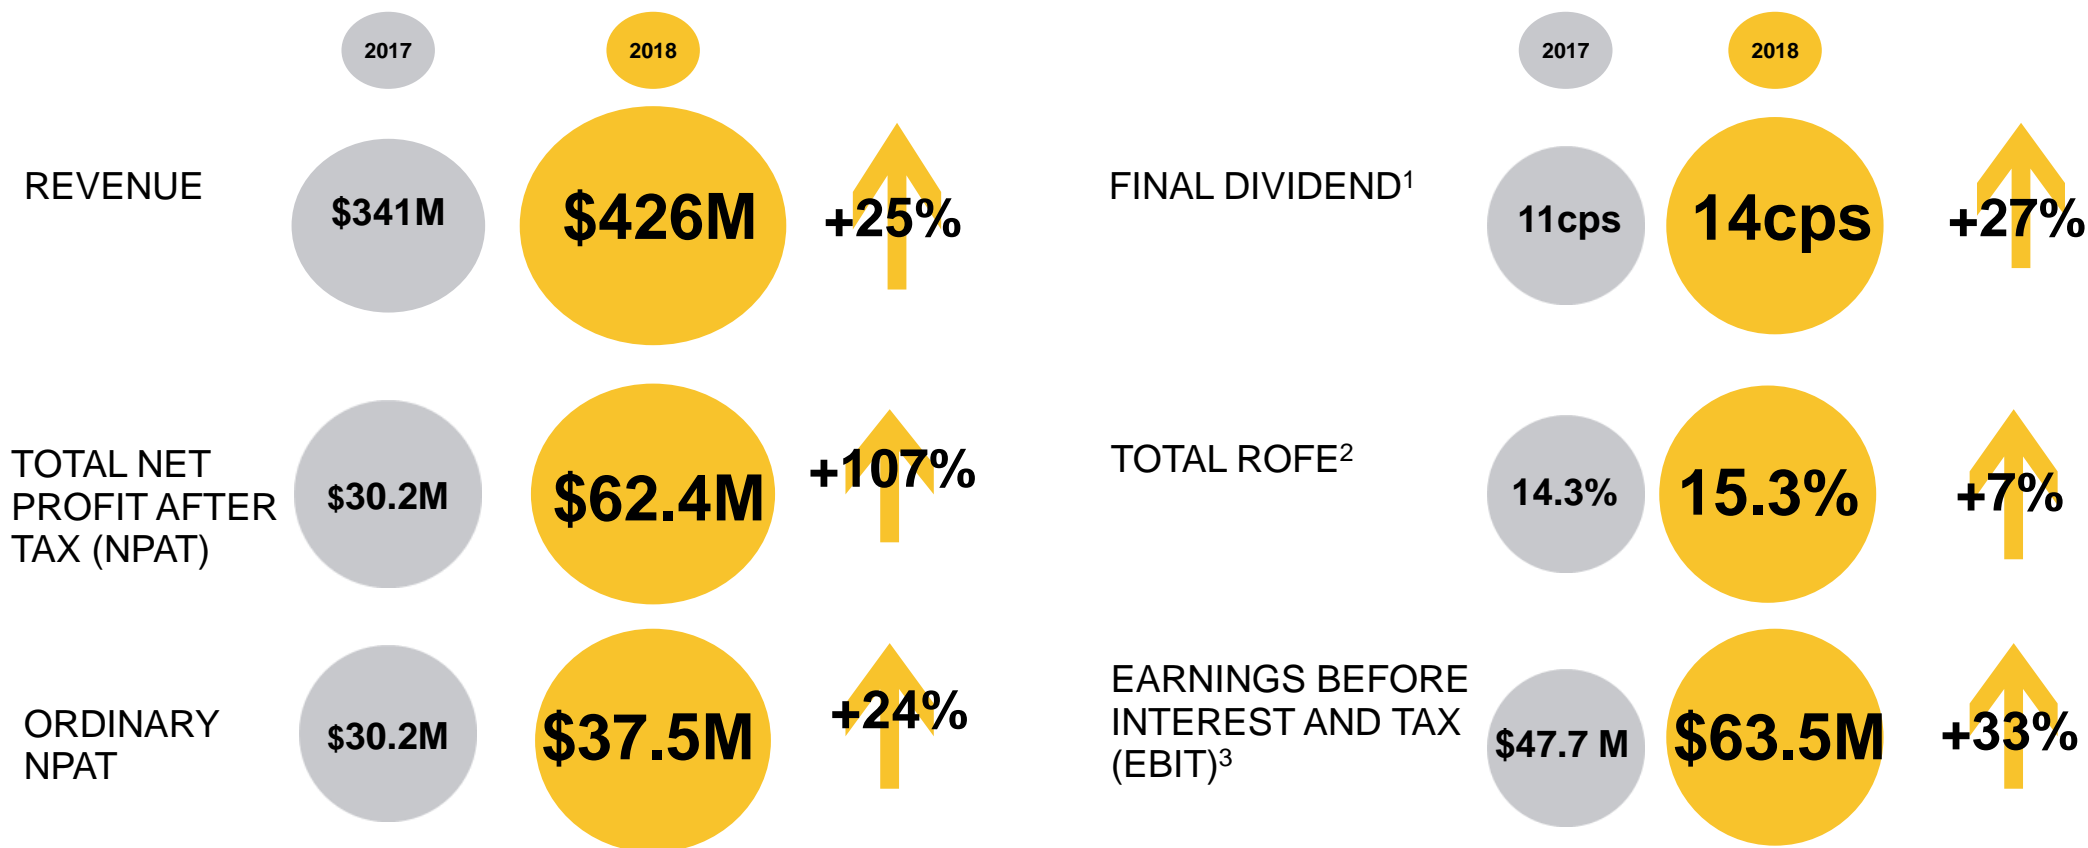 2017
2018
REVENUE
$341M
$426M
+25%
TOTAL NET
PROFIT AFTER
TAX (NPAT)
$30.2M
$62.4M
+107%
ORDINARY
NPAT
$30.2M
$37.5M
+24%
2017
2018
FINAL DIVIDEND¹
11cps
14cps
+27%
TOTAL ROFE²
14.3%
15.3%
+7%
EARNINGS BEFORE
INTEREST AND TAX
(EBIT)³
$47.7 M
$63.5M
+33%